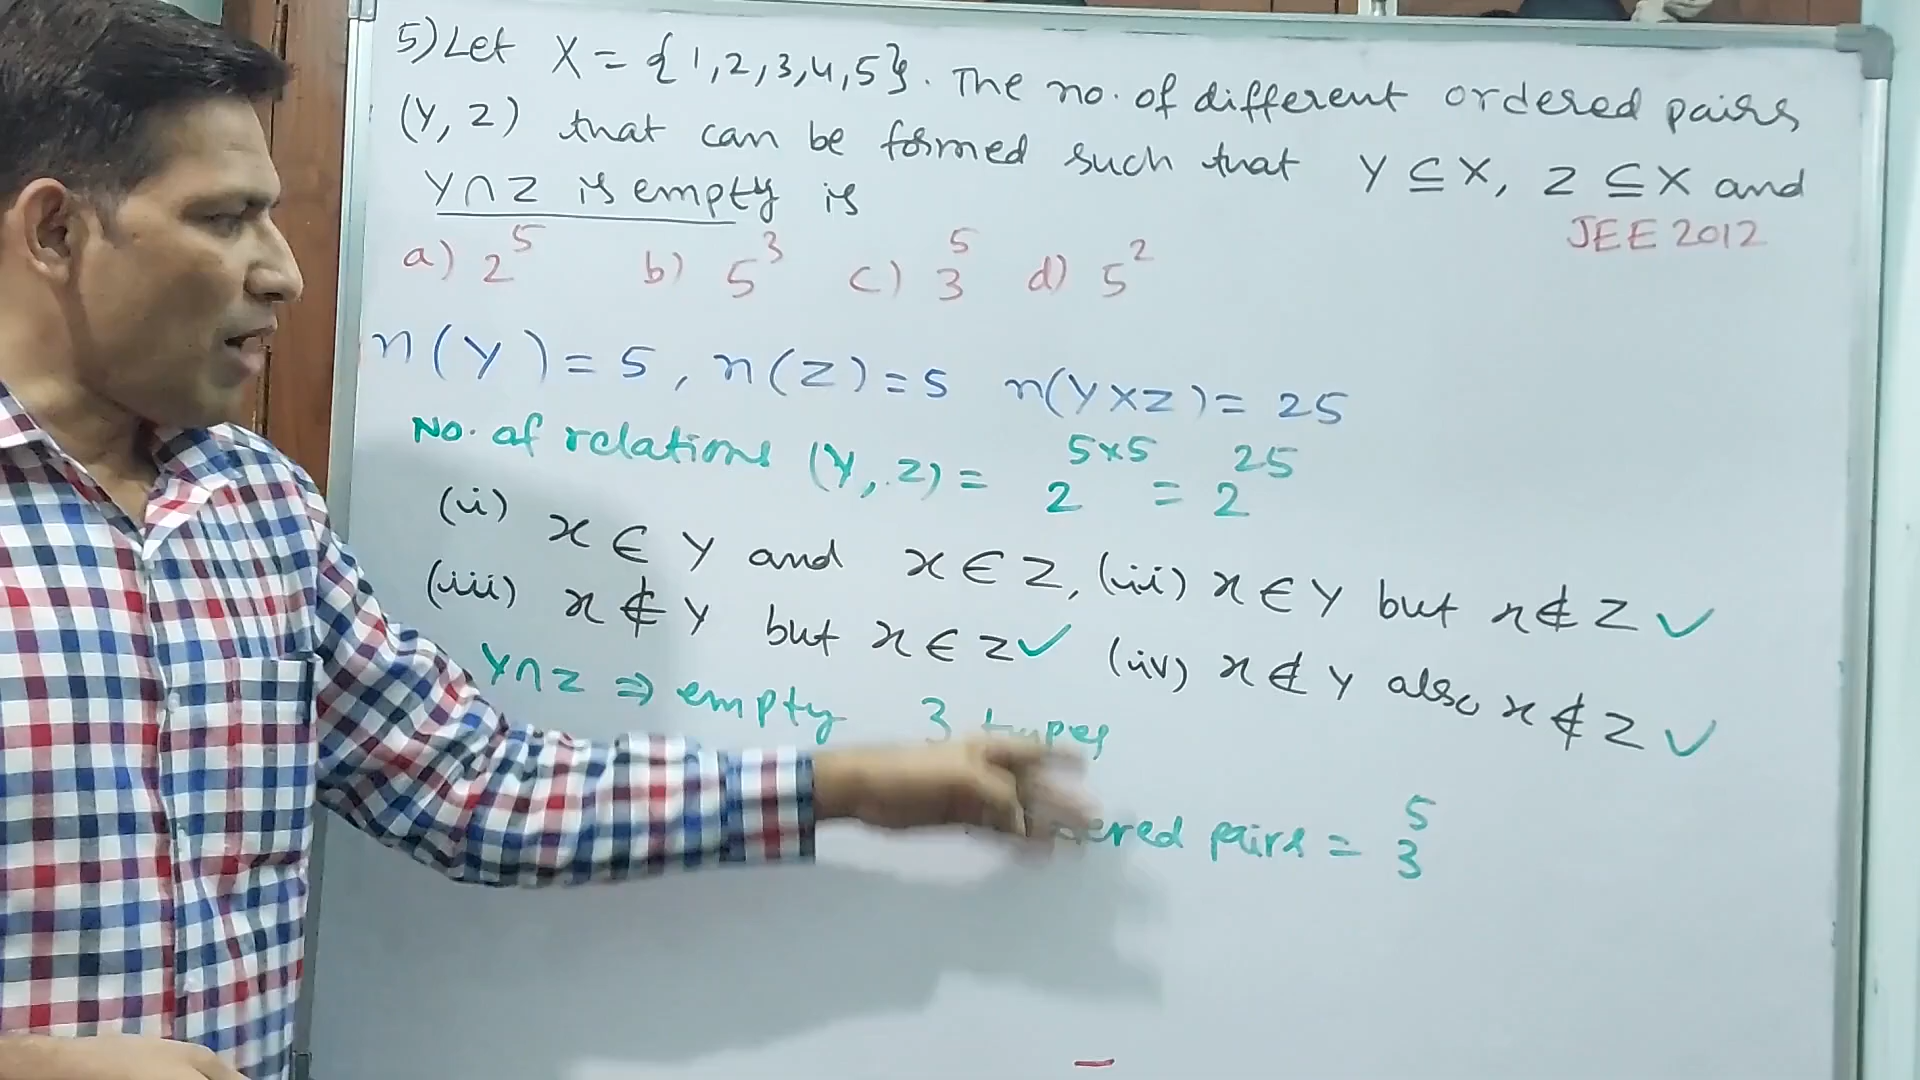 5) Let X = {1,2,3,4,5}. The no. of different ordered pairs
(Y, Z) that can be formed such that Y ⊆ X, Z ⊆ X and
Y∩Z is empty is
JEE 2012
a) 2^5 b) 5^3 c) 3^5 d) 5^2
n(Y) = 5, n(Z) = 5 n(Y×Z) = 25
No. of relations (Y, Z) = 2^{5×5} = 2^{25}
(ii) x ∈ Y and x ∈ Z, (iii) x ∈ Y but x ∉ Z ✓
(iii) x ∉ Y but x ∈ Z ✓ (iv) x ∉ Y also x ∉ Z ✓
Y∩Z ⇒ empty 3 types
pairs = 3^5